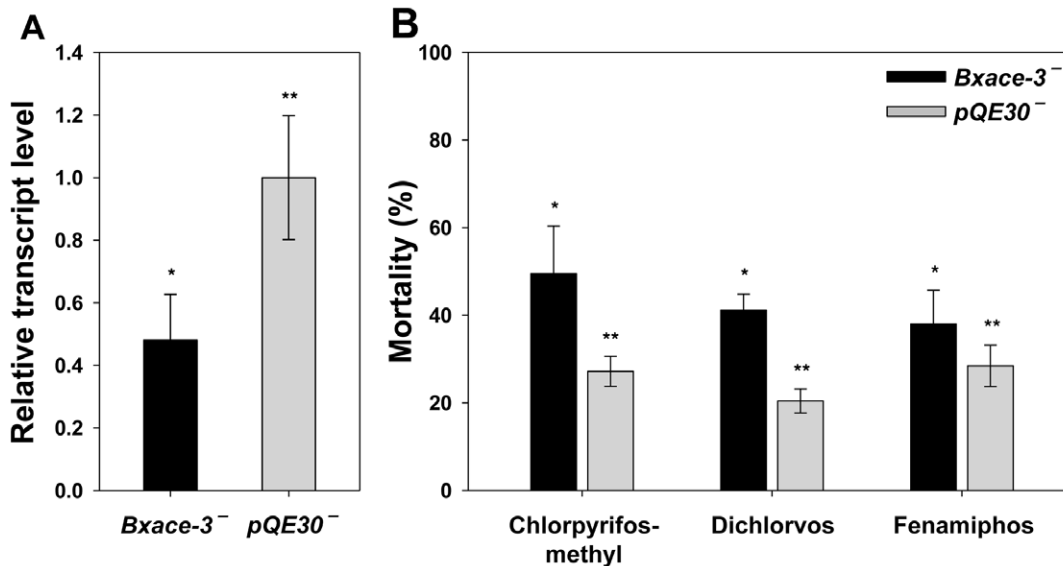 A
Relative transcript level
1.4
1.2
1.0
0.8
0.6
0.4
0.2
0.0
*
**
Bxace-3⁻ pQE30⁻
B
Mortality (%)
100
80
60
40
20
0
Bxace-3⁻
pQE30⁻
*
**
*
**
*
**
Chlorpyrifos-
methyl
Dichlorvos
Fenamiphos